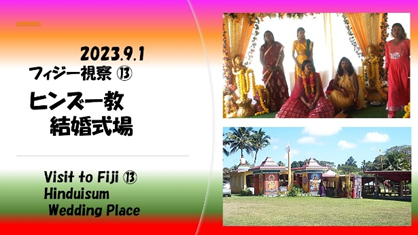 2023.9.1
フィジー視察 ⑬
ヒンズー教
結婚式場
Visit to Fiji ⑬
Hinduisum
Wedding Place